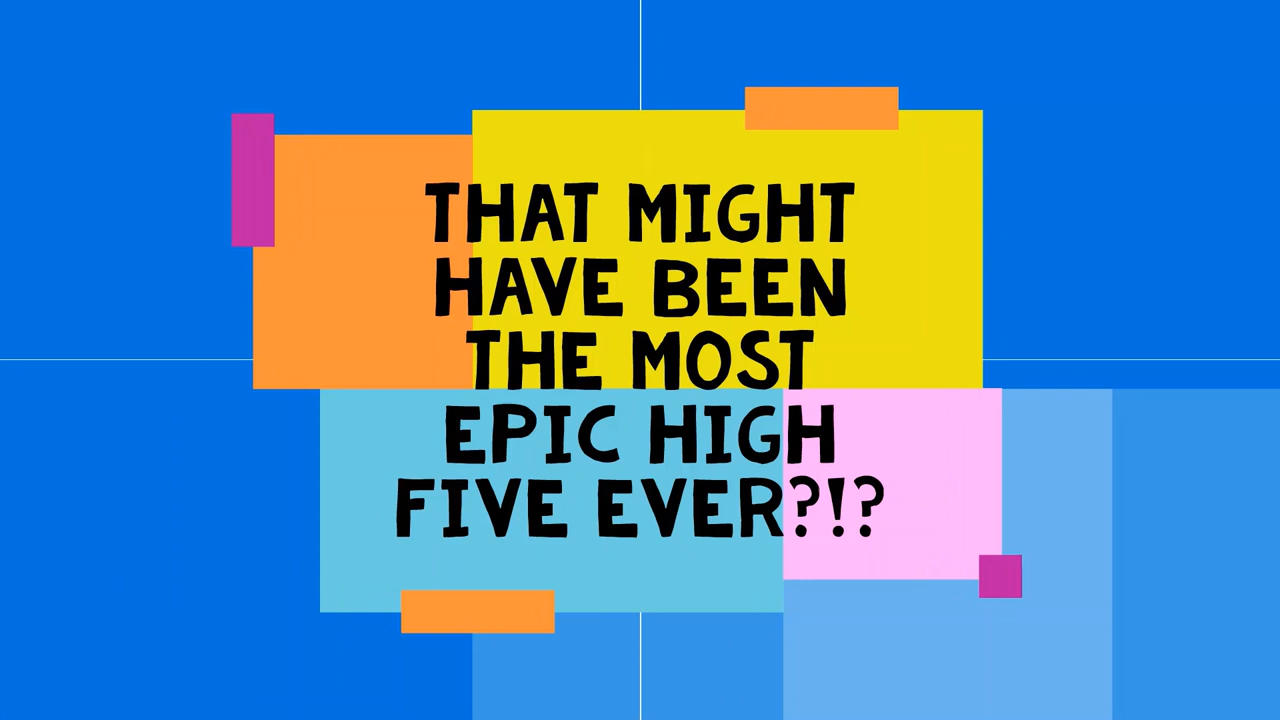 THAT MIGHT
HAVE BEEN
THE MOST
EPIC HIGH
FIVE EVER?!?